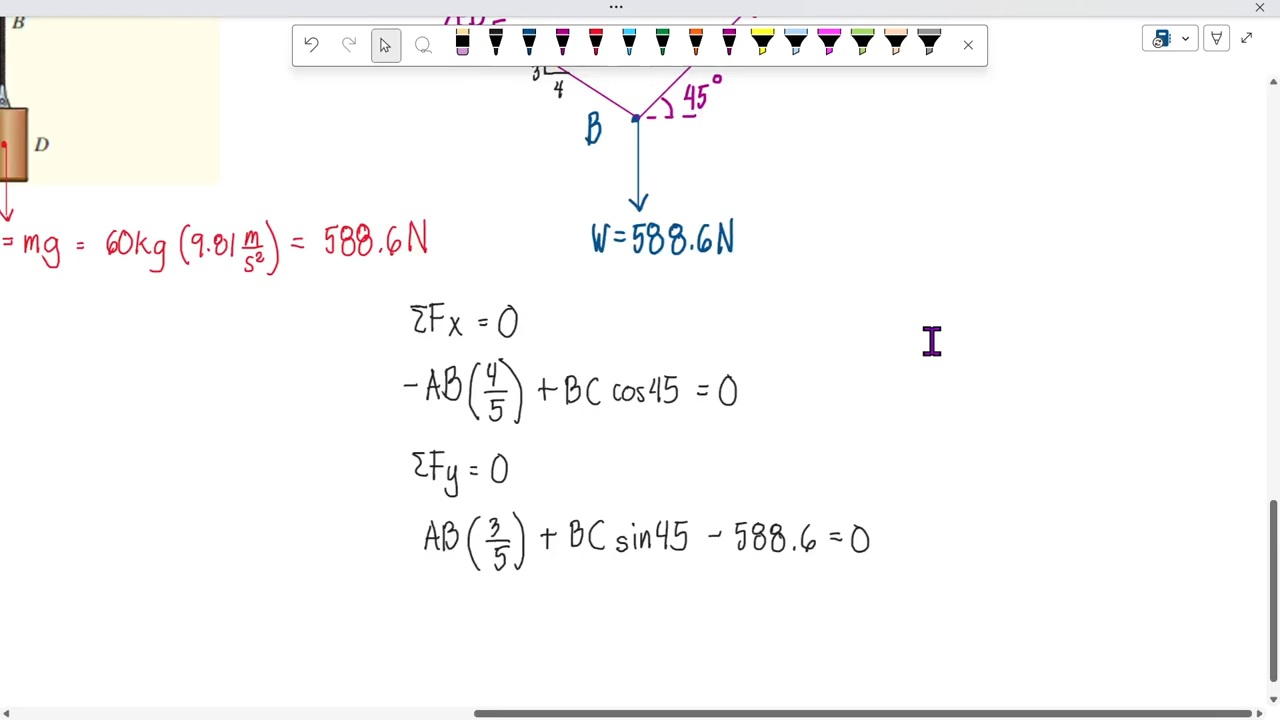 B
D
3
4
45°
B
W=588.6N
= mg = 60kg (9.81 m/s²) = 588.6N
ΣFx = 0
-AB(4/5) + BC cos45 = 0
ΣFy = 0
AB(3/5) + BC sin45 - 588.6 = 0